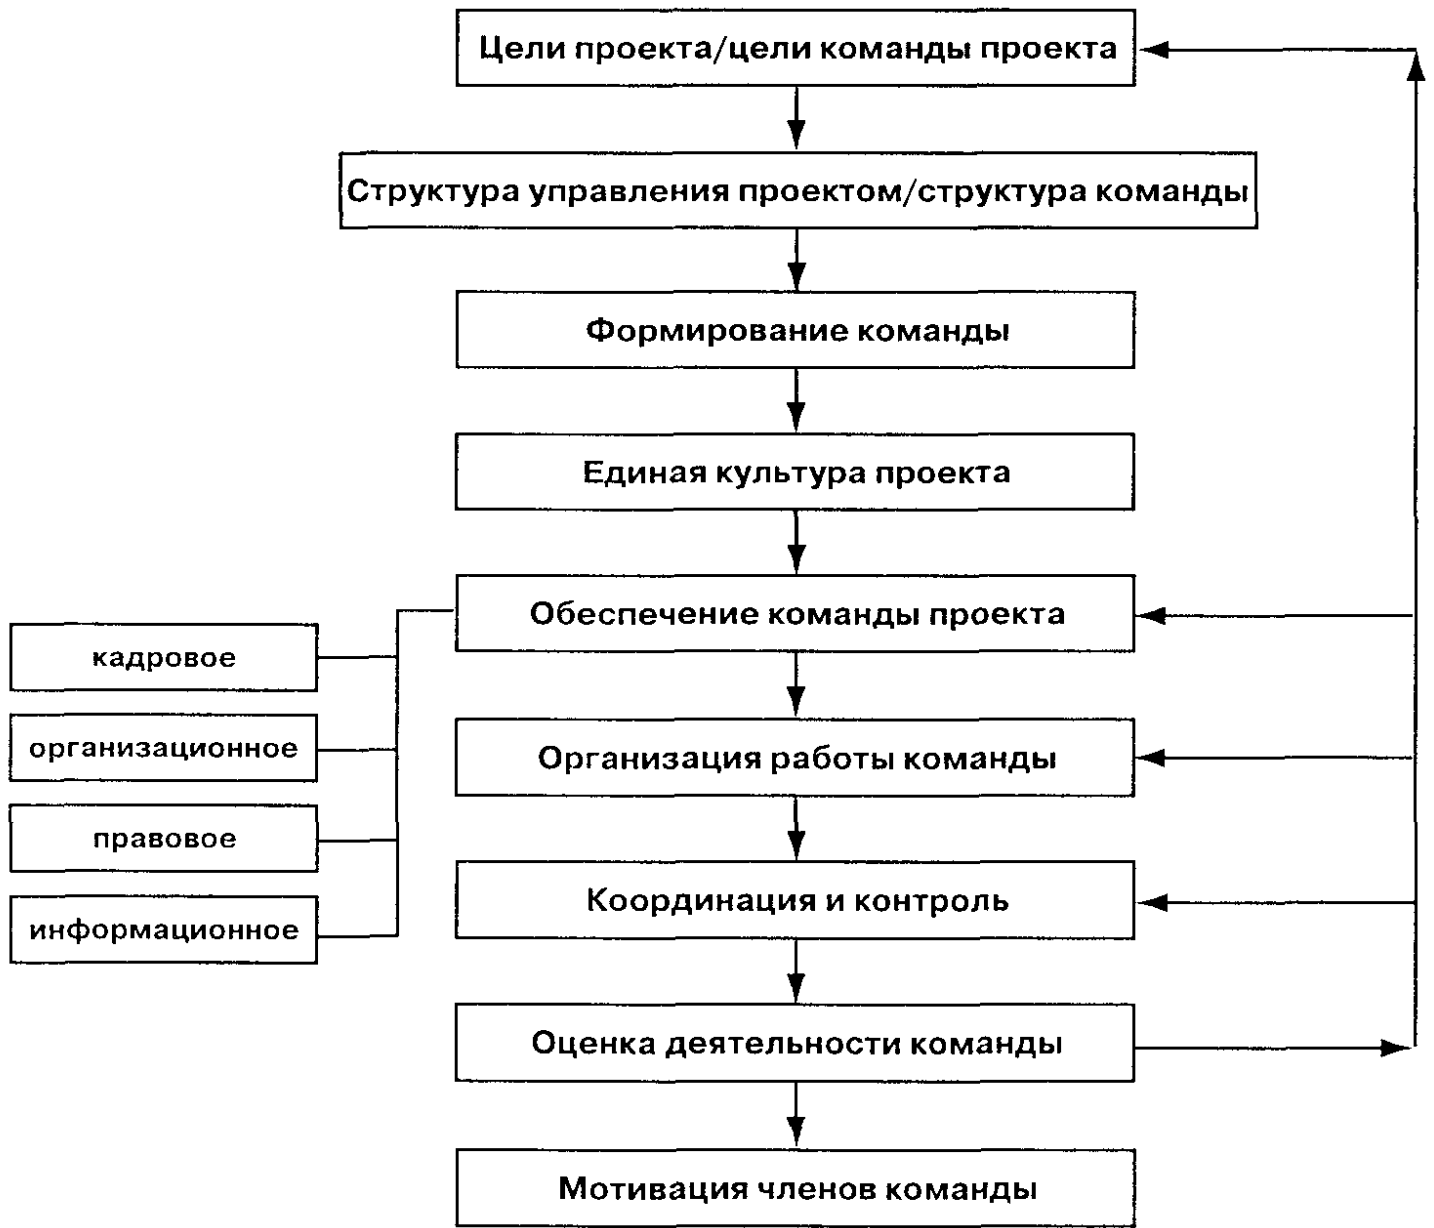 Цели проекта/цели команды проекта
Структура управления проектом/структура команды
Формирование команды
Единая культура проекта
Обеспечение команды проекта
кадровое
организационное
правовое
информационное
Организация работы команды
Координация и контроль
Оценка деятельности команды
Мотивация членов команды